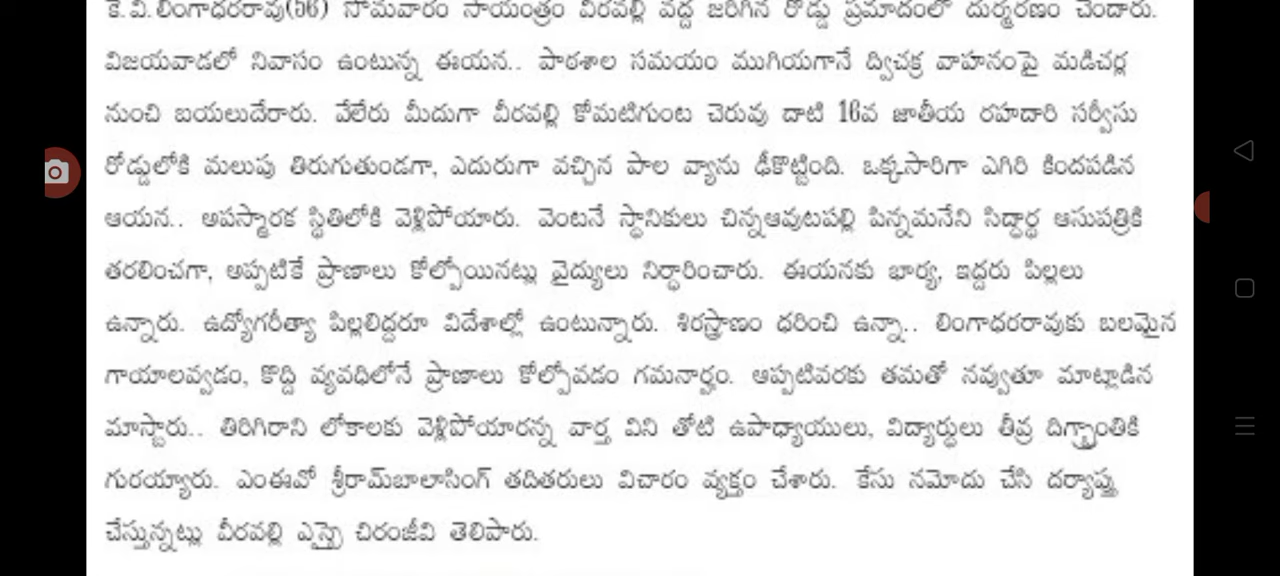 కె.వి.లింగాధరరావు(56) సోమవారం సాయంత్రం వీరవల్లి వద్ద జరిగిన రోడ్డు ప్రమాదంలో దుర్మరణం చెందారు.
విజయవాడలో నివాసం ఉంటున్న ఈయన.. పాఠశాల సమయం ముగియగానే ద్విచక్ర వాహనంపై మడిచర్ల
నుంచి బయలుదేరారు. వేలేరు మీదుగా వీరవల్లి కోమటిగుంట చెరువు దాటి 16వ జాతీయ రహదారి సర్వీసు
రోడ్డులోకి మలుపు తిరుగుతుండగా, ఎదురుగా వచ్చిన పాల వ్యాను ఢీకొట్టింది. ఒక్కసారిగా ఎగిరి కిందపడిన
ఆయన.. అపస్మారక స్థితిలోకి వెళ్లిపోయారు. వెంటనే స్థానికులు చిన్నఆవుటపల్లి పిన్నమనేని సిద్ధార్థ ఆసుపత్రికి
తరలించగా, అప్పటికే ప్రాణాలు కోల్పోయినట్లు వైద్యులు నిర్ధారించారు. ఈయనకు భార్య, ఇద్దరు పిల్లలు
ఉన్నారు. ఉద్యోగరీత్యా పిల్లలిద్దరూ విదేశాల్లో ఉంటున్నారు. శిరస్త్రాణం ధరించి ఉన్నా.. లింగాధరరావుకు బలమైన
గాయాలవ్వడం, కొద్ది వ్యవధిలోనే ప్రాణాలు కోల్పోవడం గమనార్హం. అప్పటివరకు తమతో నవ్వుతూ మాట్లాడిన
మాస్టారు.. తిరిగిరాని లోకాలకు వెళ్లిపోయారన్న వార్త విని తోటి ఉపాధ్యాయులు, విద్యార్థులు తీవ్ర దిగ్భ్రాంతికి
గురయ్యారు. ఎంఈవో శ్రీరామ్‌బాలాసింగ్ తదితరులు విచారం వ్యక్తం చేశారు. కేసు నమోదు చేసి దర్యాప్తు
చేస్తున్నట్లు వీరవల్లి ఎస్సై చిరంజీవి తెలిపారు.